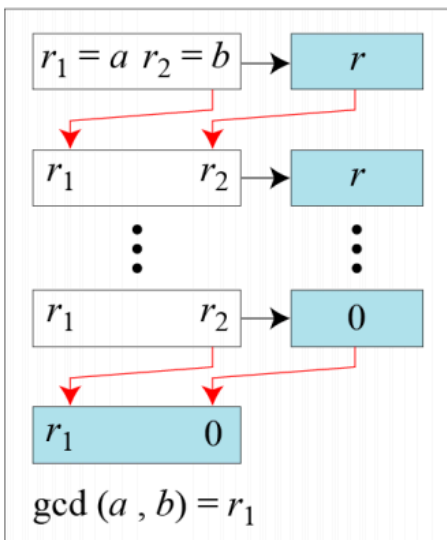 r₁ = a r₂ = b r
r₁ r₂ r
r₁ r₂ 0
r₁ 0
gcd (a , b) = r₁